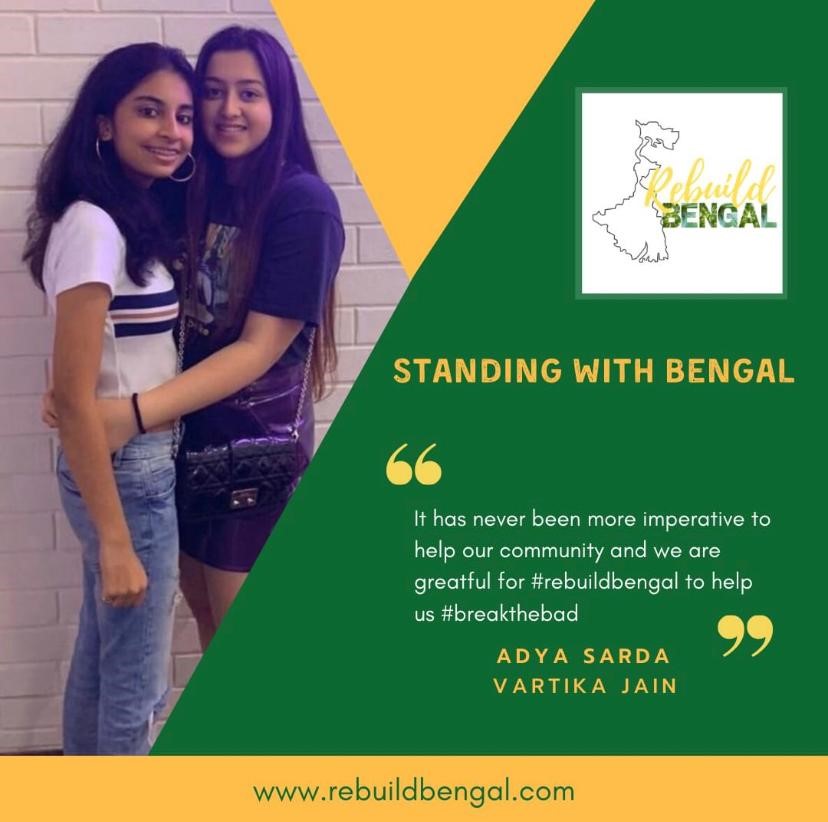 Rebuild
BENGAL
STANDING WITH BENGAL
“
It has never been more imperative to
help our community and we are
greatful for #rebuildbengal to help
us #breakthebad
”
ADYA SARDA
VARTIKA JAIN
www.rebuildbengal.com